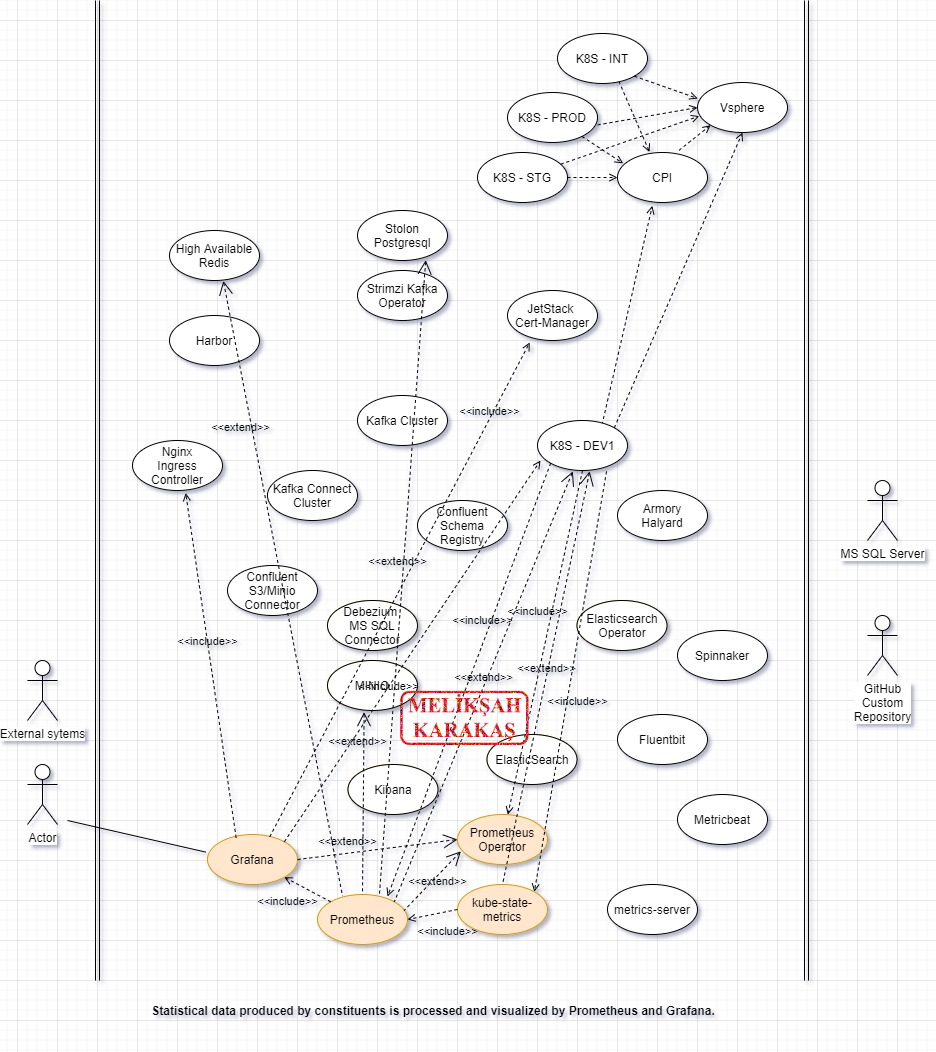 K8S - INT
Vsphere
K8S - PROD
K8S - STG
CPI
Stolon
Postgresql
High Available
Redis
Strimzi Kafka
Operator
JetStack
Cert-Manager
Harbor
<<include>>
Kafka Cluster
<<extend>>
K8S - DEV1
Nginx
Ingress
Controller
Kafka Connect
Cluster
Confluent
Schema
Registry
Armory
Halyard
MS SQL Server
<<extend>>
Confluent
S3/Minio
Connector
Debezium
MS SQL
Connector
<<include>>
<<include>>
Elasticsearch
Operator
<<include>>
Spinnaker
<<extend>>
<<extend>>
MINIO
<<include>>
GitHub
Custom
Repository
<<include>>
MELİKŞAH
KARAKAŞ
External sytems
<<extend>>
Fluentbit
ElasticSearch
Kibana
Metricbeat
Actor
<<extend>>
Prometheus
Operator
Grafana
<<extend>>
<<include>>
kube-state-
metrics
metrics-server
Prometheus
<<include>>
Statistical data produced by constituents is processed and visualized by Prometheus and Grafana.